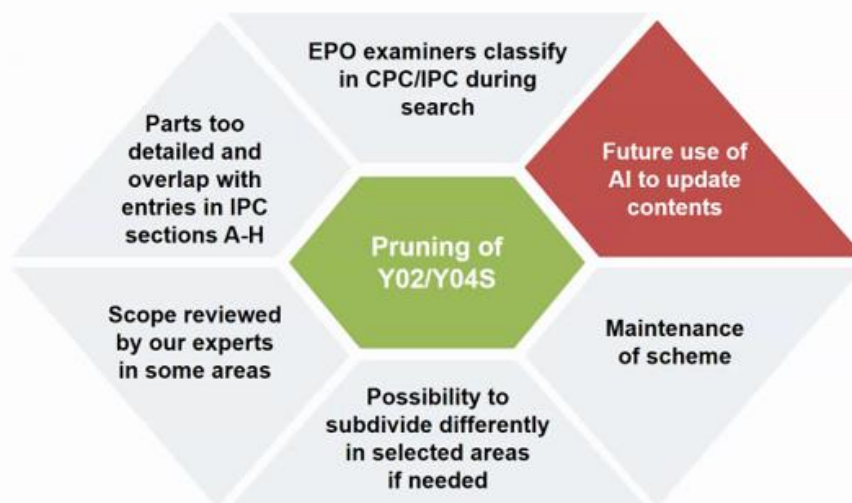 EPO examiners classify
in CPC/IPC during
search
Parts too
detailed and
overlap with
entries in IPC
sections A-H
Future use of
AI to update
contents
Pruning of
Y02/Y04S
Scope reviewed
by our experts
in some areas
Maintenance
of scheme
Possibility to
subdivide differently
in selected areas
if needed